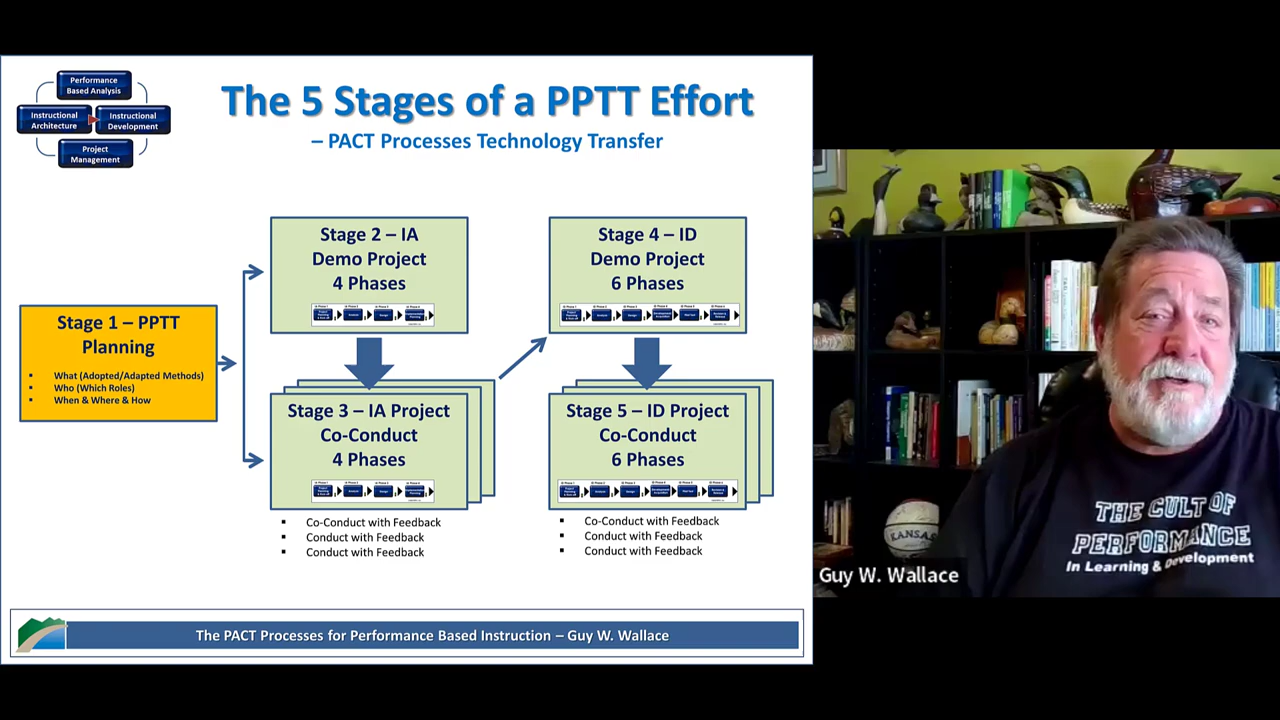 Performance
Based Analysis
Instructional
Architecture
Instructional
Development
Project
Management
The 5 Stages of a PPTT Effort
– PACT Processes Technology Transfer
Stage 1 – PPTT
Planning
▪ What (Adopted/Adapted Methods)
▪ Who (Which Roles)
▪ When & Where & How
Stage 2 – IA
Demo Project
4 Phases
Stage 3 – IA Project
Co-Conduct
4 Phases
▪ Co-Conduct with Feedback
▪ Conduct with Feedback
▪ Conduct with Feedback
Stage 4 – ID
Demo Project
6 Phases
Stage 5 – ID Project
Co-Conduct
6 Phases
▪ Co-Conduct with Feedback
▪ Conduct with Feedback
▪ Conduct with Feedback
The PACT Processes for Performance Based Instruction – Guy W. Wallace
KANSAS
THE CULT OF
PERFORMANCE
In Learning & Development
Guy W. Wallace